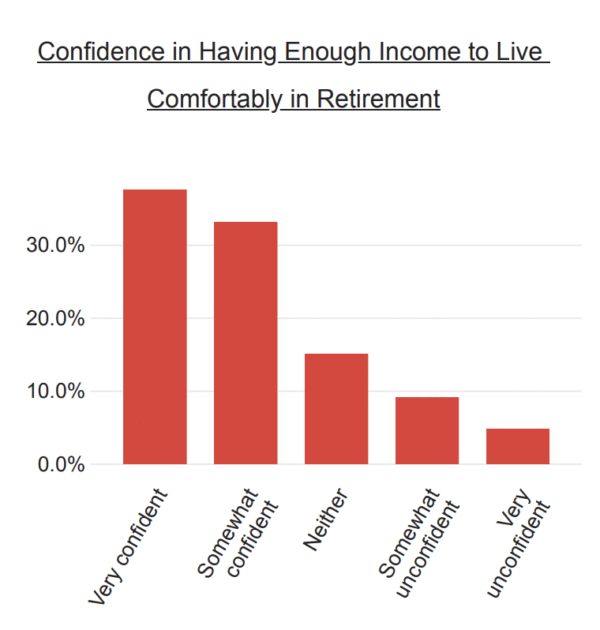 Confidence in Having Enough Income to Live
Comfortably in Retirement
30.0%
20.0%
10.0%
0.0%
Very confident
Somewhat
confident
Neither
Somewhat
unconfident
Very
unconfident